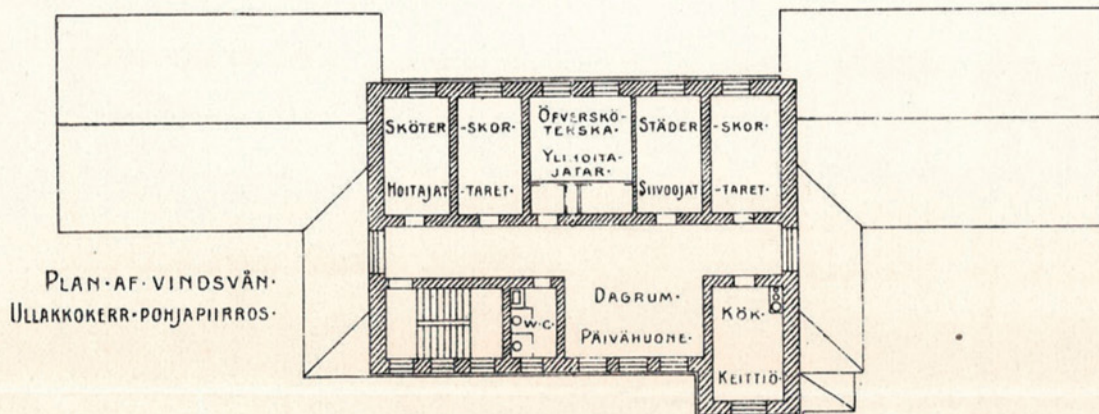 SKÖTER -SKOR·
HOITAJAT -TARET·
ÖFVERSKÖ-
TERSKA·
YLIHOITA-
JATAR·
STÄDER -SKOR·
SIIVOOJAT -TARET·
PLAN·AF·VINDSVÅN·
ULLAKKOKERR·POHJAPIIRROS·
W·C·
DAGRUM·
PÄIVÄHUONE·
KÖK·
KEITTIÖ·